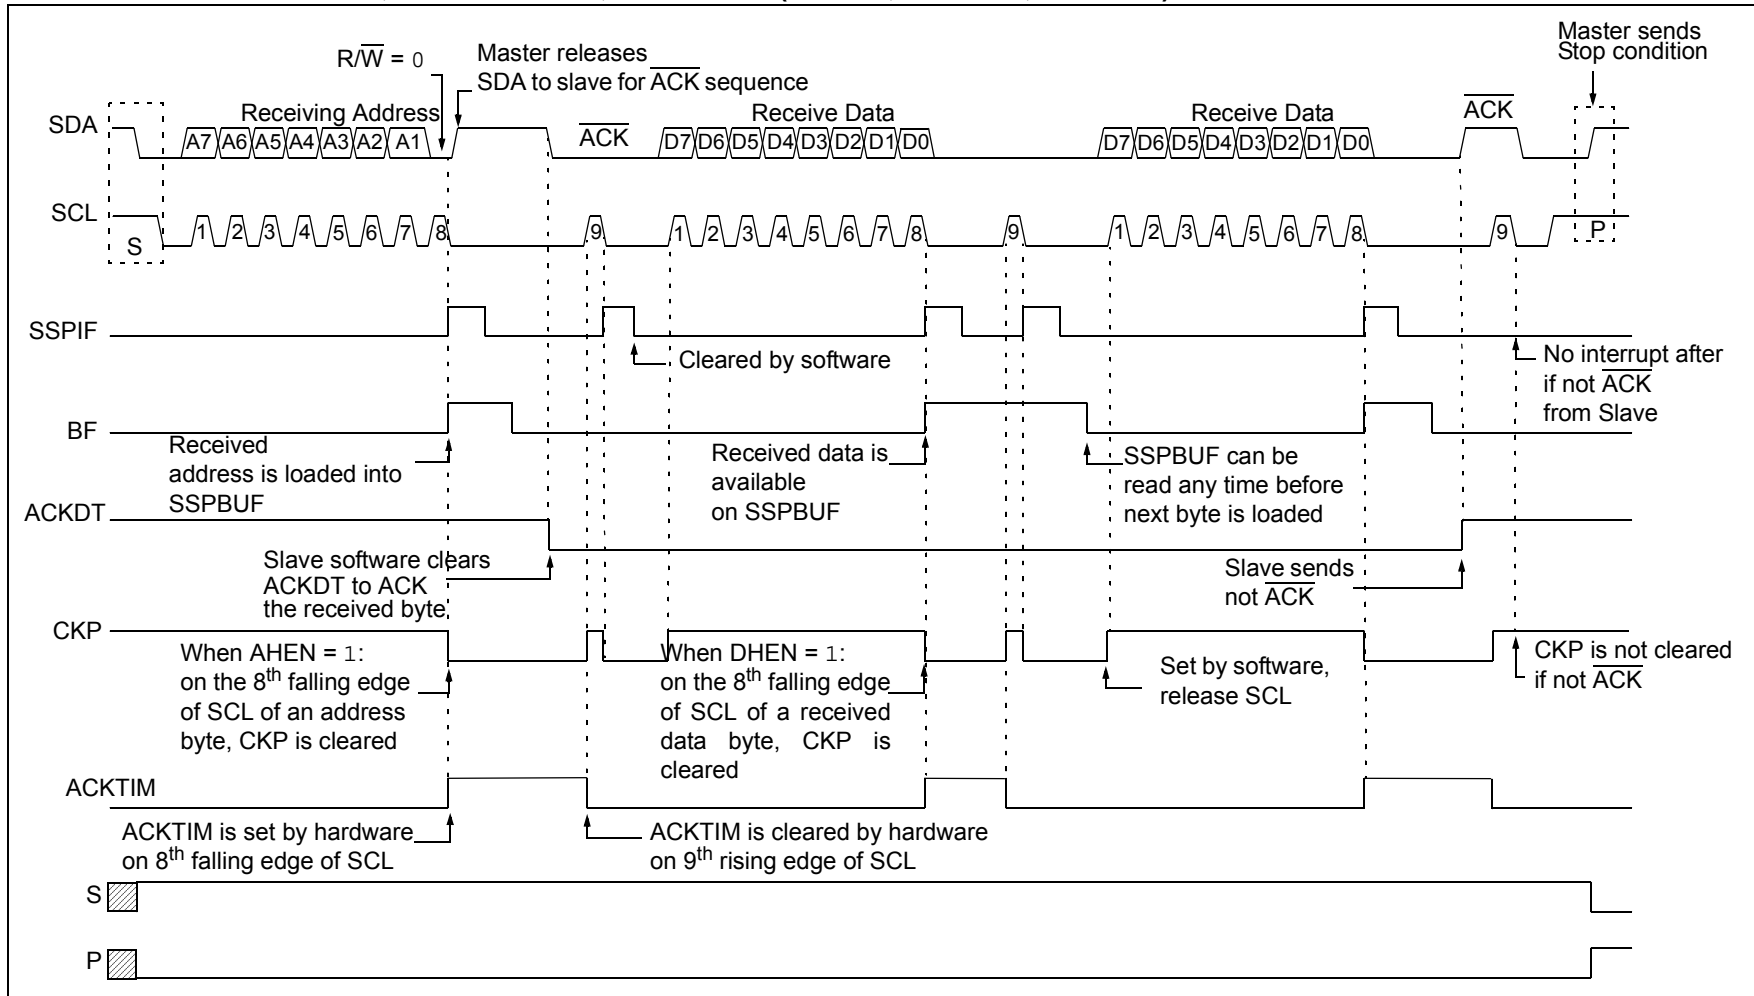 Master sends
Stop condition
R/W̅ = 0
Master releases
SDA to slave for A̅C̅K̅ sequence
SDA
Receiving Address
A7 A6 A5 A4 A3 A2 A1
A̅C̅K̅
Receive Data
D7 D6 D5 D4 D3 D2 D1 D0
Receive Data
D7 D6 D5 D4 D3 D2 D1 D0
A̅C̅K̅
SCL
S
1 2 3 4 5 6 7 8 9 1 2 3 4 5 6 7 8 9 1 2 3 4 5 6 7 8 9
P
SSPIF
Cleared by software
No interrupt after
if not A̅C̅K̅
from Slave
BF
Received
address is loaded into
SSPBUF
Received data is
available
on SSPBUF
SSPBUF can be
read any time before
next byte is loaded
ACKDT
Slave software clears
ACKDT to ACK
the received byte
Slave sends
not A̅C̅K̅
CKP
When AHEN = 1:
on the 8th falling edge
of SCL of an address
byte, CKP is cleared
When DHEN = 1:
on the 8th falling edge
of SCL of a received
data byte, CKP is
cleared
Set by software,
release SCL
CKP is not cleared
if not A̅C̅K̅
ACKTIM
ACKTIM is set by hardware
on 8th falling edge of SCL
ACKTIM is cleared by hardware
on 9th rising edge of SCL
S
P